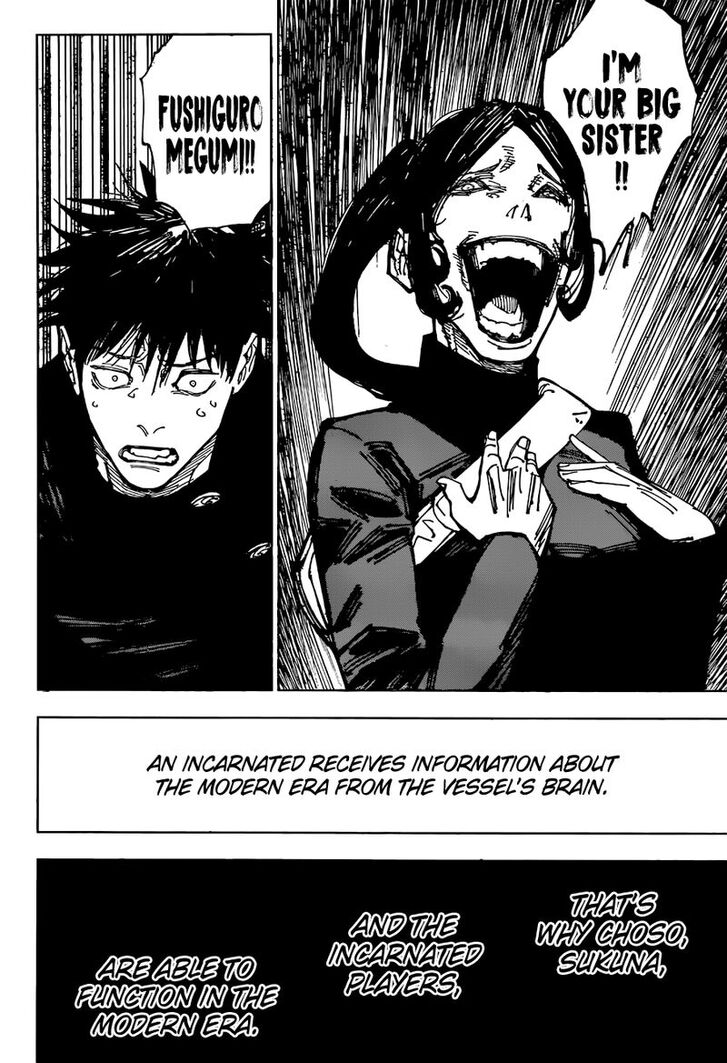 I'M
YOUR BIG
SISTER
!!
FUSHIGURO
MEGUMI!!
AN INCARNATED RECEIVES INFORMATION ABOUT
THE MODERN ERA FROM THE VESSEL'S BRAIN.
THAT'S
WHY CHOSO,
SUKUNA,
AND THE
INCARNATED
PLAYERS,
ARE ABLE TO
FUNCTION IN THE
MODERN ERA.